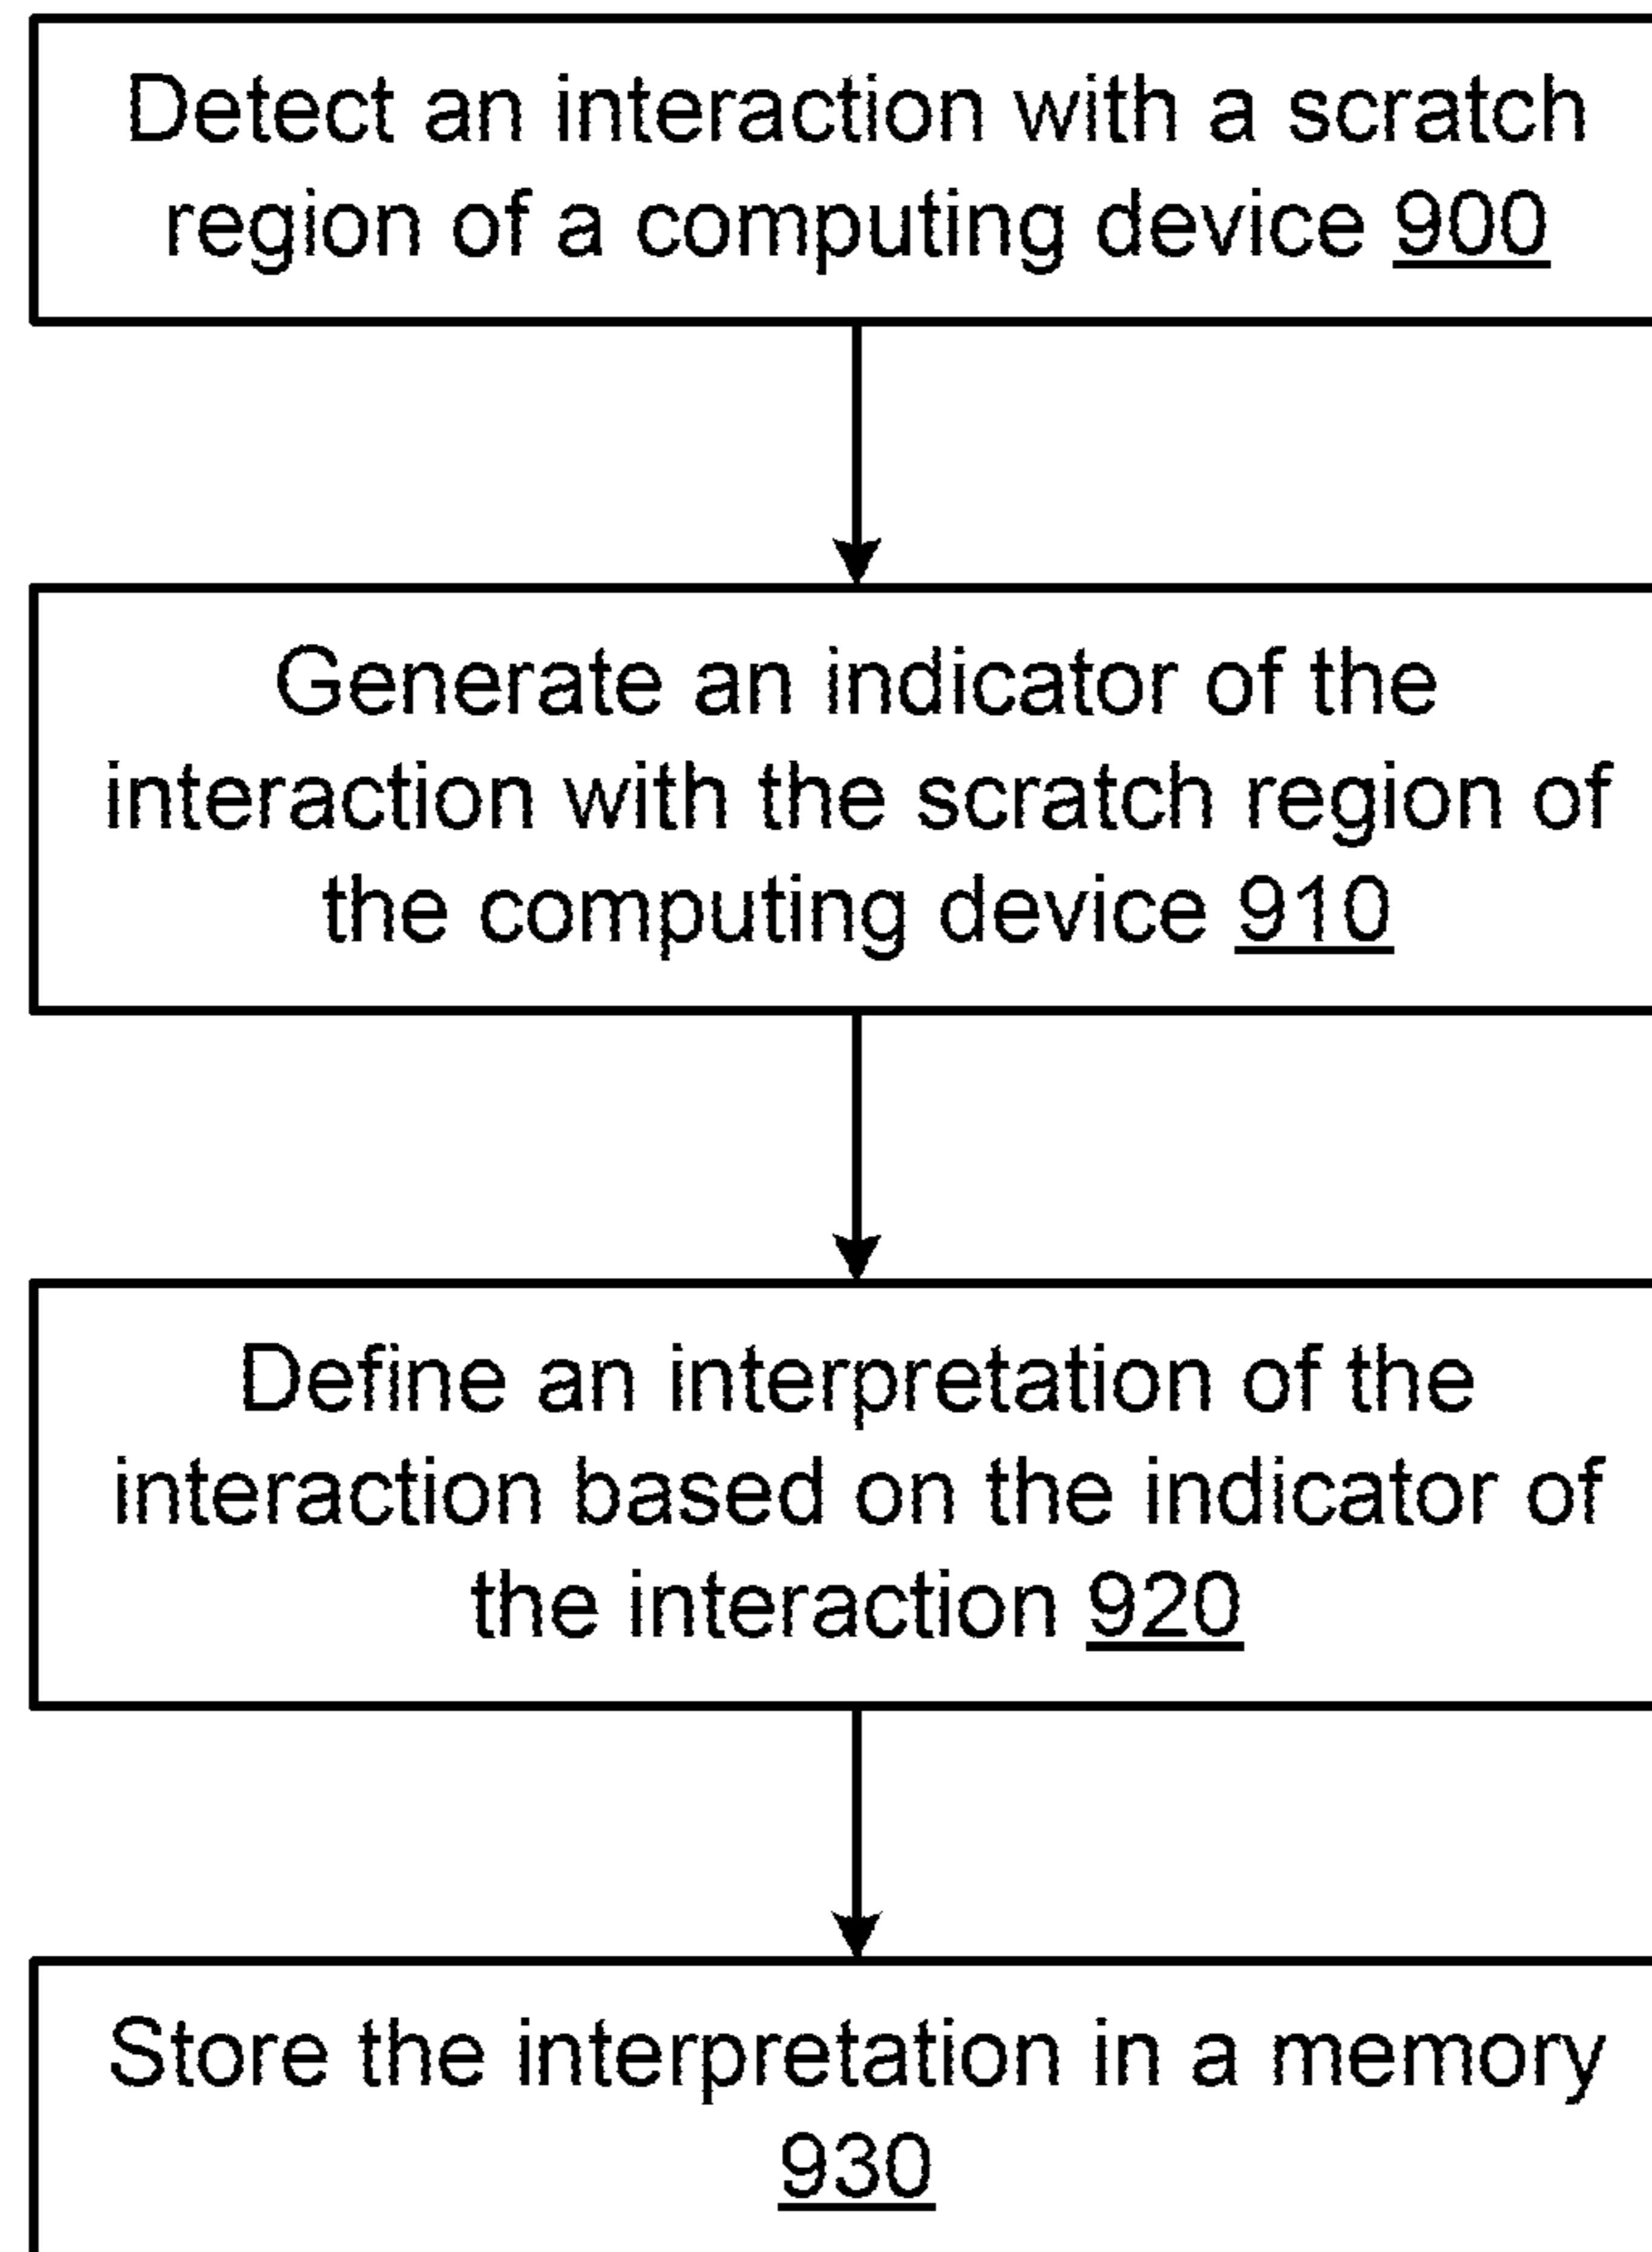 Detect an interaction with a scratch
region of a computing device 900
Generate an indicator of the
interaction with the scratch region of
the computing device 910
Define an interpretation of the
interaction based on the indicator of
the interaction 920
Store the interpretation in a memory
930